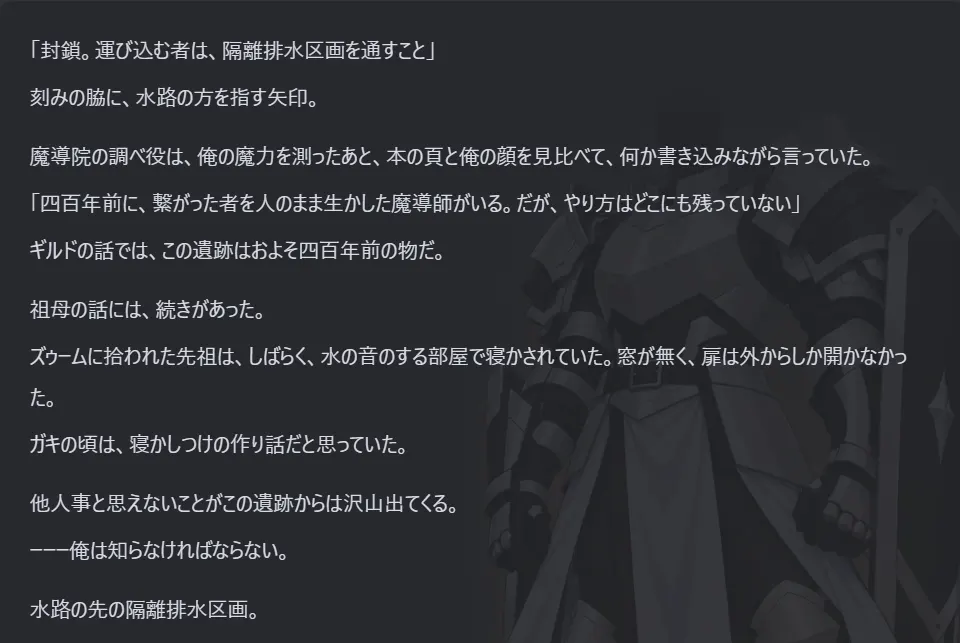 「封鎖。運び込む者は、隔離排水区画を通すこと」
刻みの脇に、水路の方を指す矢印。
魔導院の調べ役は、俺の魔力を測ったあと、本の頁と俺の顔を見比べて、何か書き込みながら言っていた。
「四百年前に、繋がった者を人のまま生かした魔導師がいる。だが、やり方はどこにも残っていない」
ギルドの話では、この遺跡はおよそ四百年前の物だ。
祖母の話には、続きがあった。
ズゥームに拾われた先祖は、しばらく、水の音のする部屋で寝かされていた。窓が無く、扉は外からしか開かなかっ
た。
ガキの頃は、寝かしつけの作り話だと思っていた。
他人事と思えないことがこの遺跡からは沢山出てくる。
―――俺は知らなければならない。
水路の先の隔離排水区画。